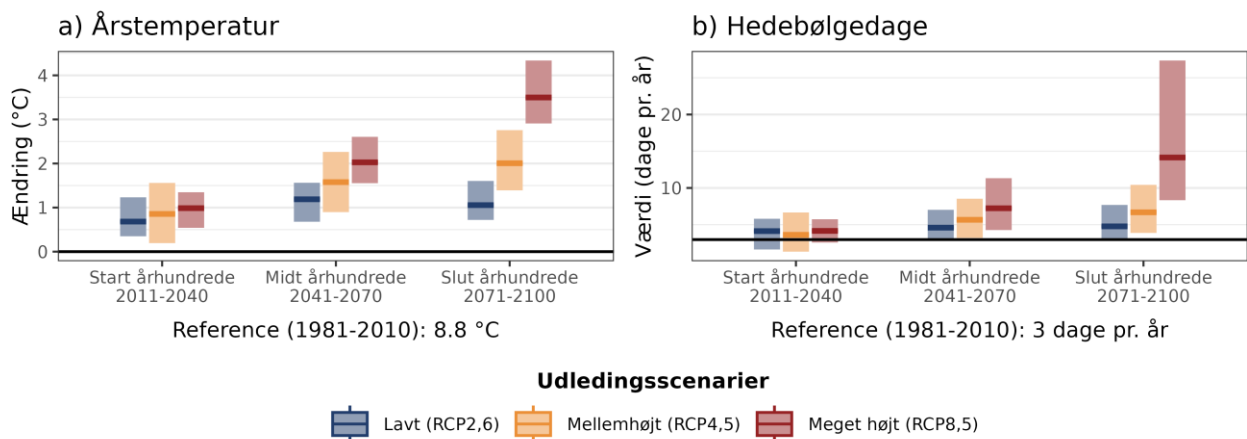 a) Årstemperatur
Ændring (°C)
4
3
2
1
0
Start århundrede
2011-2040
Midt århundrede
2041-2070
Slut århundrede
2071-2100
Reference (1981-2010): 8.8 °C
b) Hedebølgedage
Værdi (dage pr. år)
20
10
Start århundrede
2011-2040
Midt århundrede
2041-2070
Slut århundrede
2071-2100
Reference (1981-2010): 3 dage pr. år
Udledingsscenarier
Lavt (RCP2,6)
Mellemhøjt (RCP4,5)
Meget højt (RCP8,5)